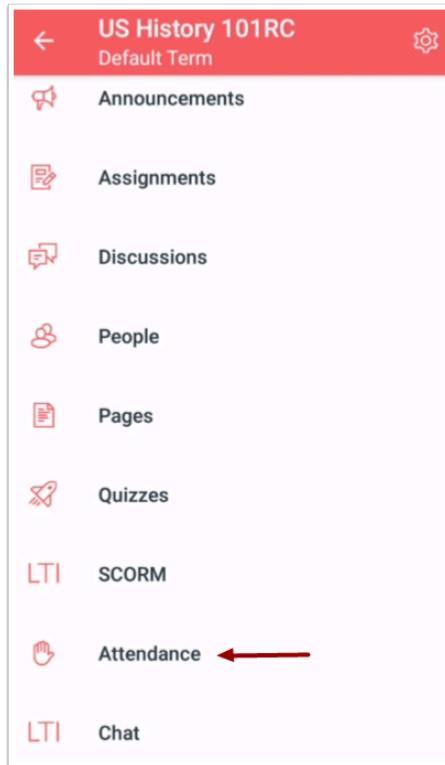 US History 101RC
Default Term
Announcements
Assignments
Discussions
People
Pages
Quizzes
LTI SCORM
Attendance
LTI Chat